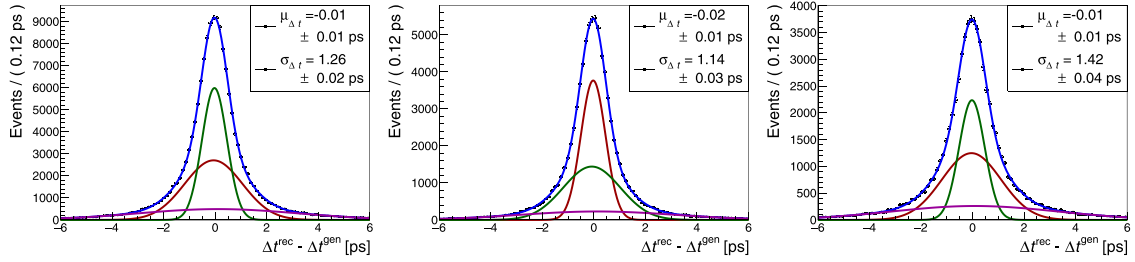 Events / ( 0.12 ps )
9000
8000
7000
6000
5000
4000
3000
2000
1000
0
−6 −4 −2 0 2 4 6
Δt^rec - Δt^gen [ps]
μ_Δt =-0.01
± 0.01 ps
σ_Δt = 1.26
± 0.02 ps
Events / ( 0.12 ps )
5000
4000
3000
2000
1000
0
−6 −4 −2 0 2 4 6
Δt^rec - Δt^gen [ps]
μ_Δt =-0.02
± 0.01 ps
σ_Δt = 1.14
± 0.03 ps
Events / ( 0.12 ps )
4000
3500
3000
2500
2000
1500
1000
500
0
−6 −4 −2 0 2 4 6
Δt^rec - Δt^gen [ps]
μ_Δt =-0.01
± 0.01 ps
σ_Δt = 1.42
± 0.04 ps